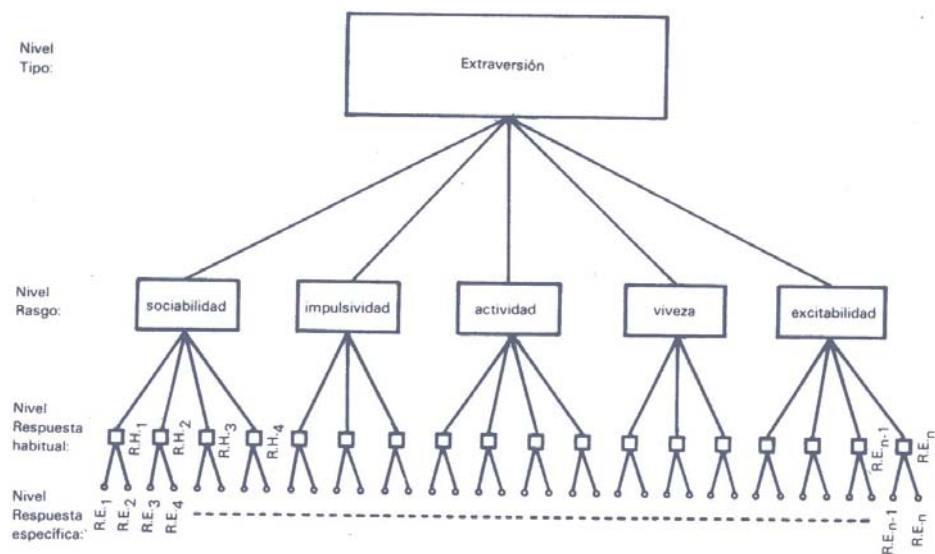 Nivel
Tipo:
Extraversión
Nivel
Rasgo:
sociabilidad
impulsividad
actividad
viveza
excitabilidad
Nivel
Respuesta
habitual:
R.H.1
R.H.2
R.H.3
R.H.4
R.E.n-1
R.E.n
Nivel
Respuesta
específica:
R.E.1
R.E.2
R.E.3
R.E.4
R.E.n-1
R.E.n